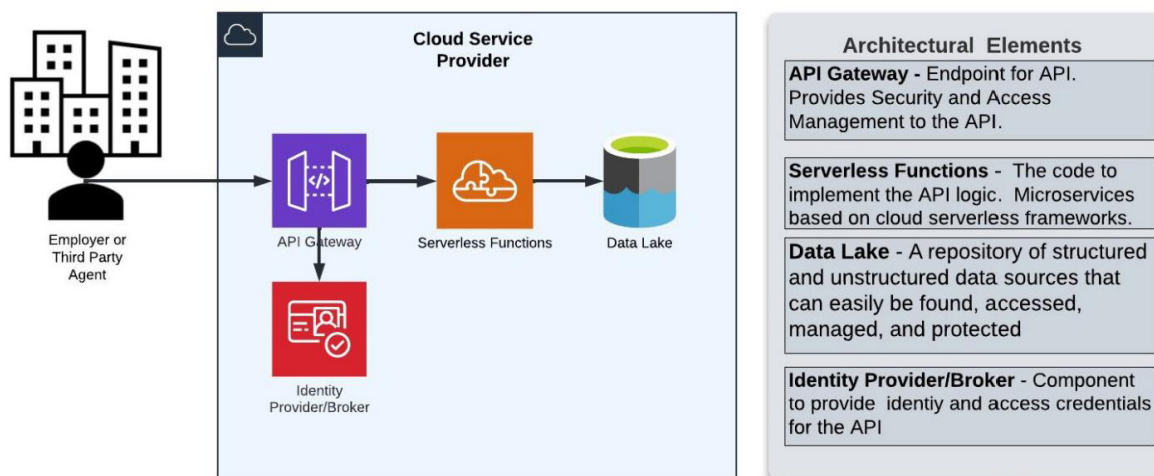 Cloud Service
Provider
Employer or
Third Party
Agent
API Gateway
Serverless Functions
Data Lake
Identity
Provider/Broker
Architectural Elements
API Gateway - Endpoint for API.
Provides Security and Access
Management to the API.
Serverless Functions - The code to
implement the API logic. Microservices
based on cloud serverless frameworks.
Data Lake - A repository of structured
and unstructured data sources that
can easily be found, accessed,
managed, and protected
Identity Provider/Broker - Component
to provide identiy and access credentials
for the API